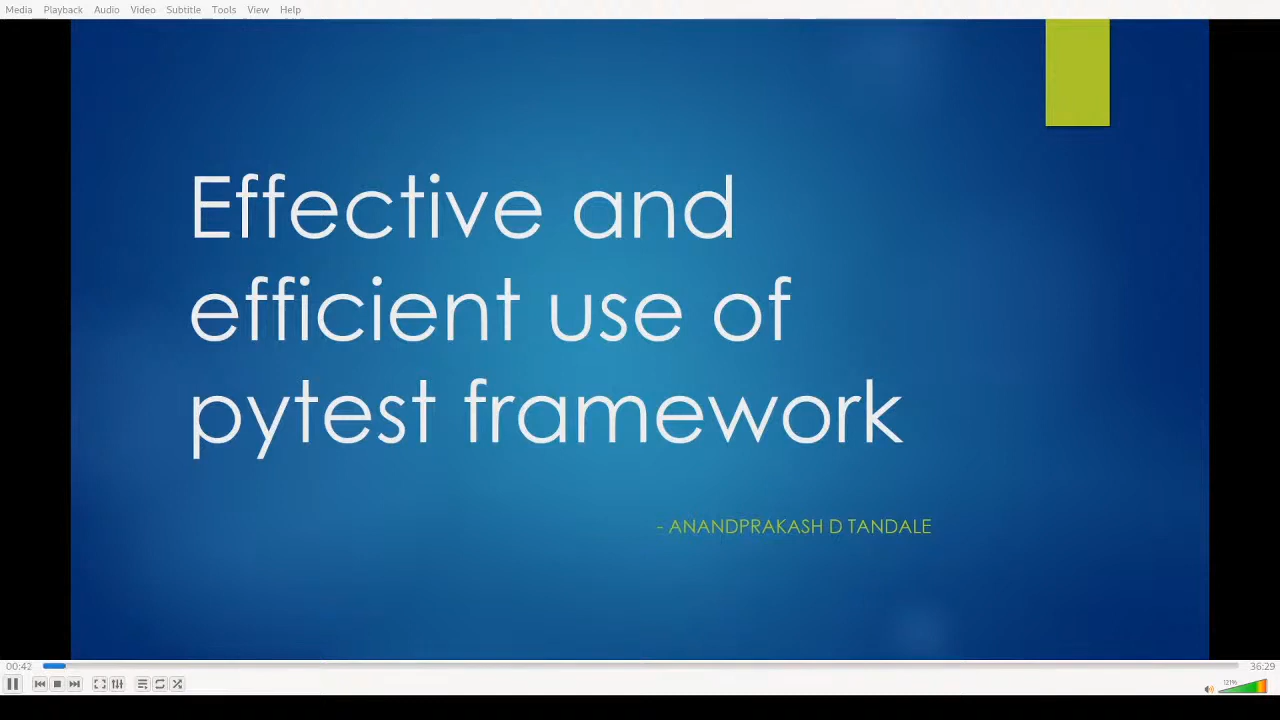 Media Playback Audio Video Subtitle Tools View Help
Effective and
efficient use of
pytest framework
- ANANDPRAKASH D TANDALE
00:42 36:29
121%